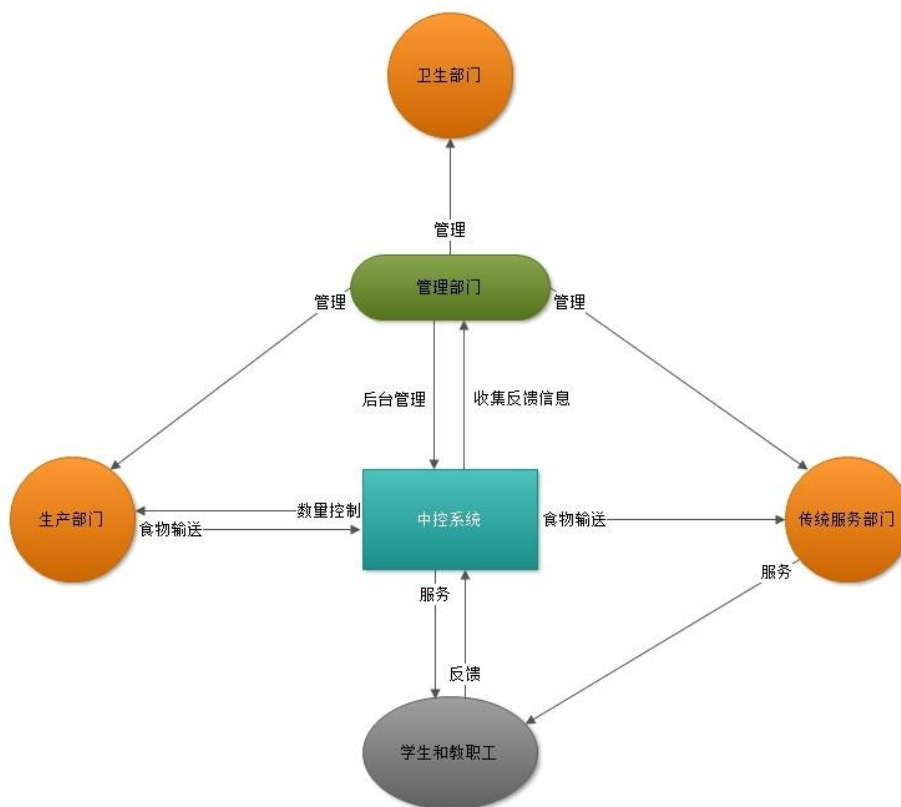 卫生部门
管理
管理部门
管理
管理
后台管理
收集反馈信息
生产部门
数量控制
食物输送
中控系统
食物输送
传统服务部门
服务
服务
反馈
学生和教职工